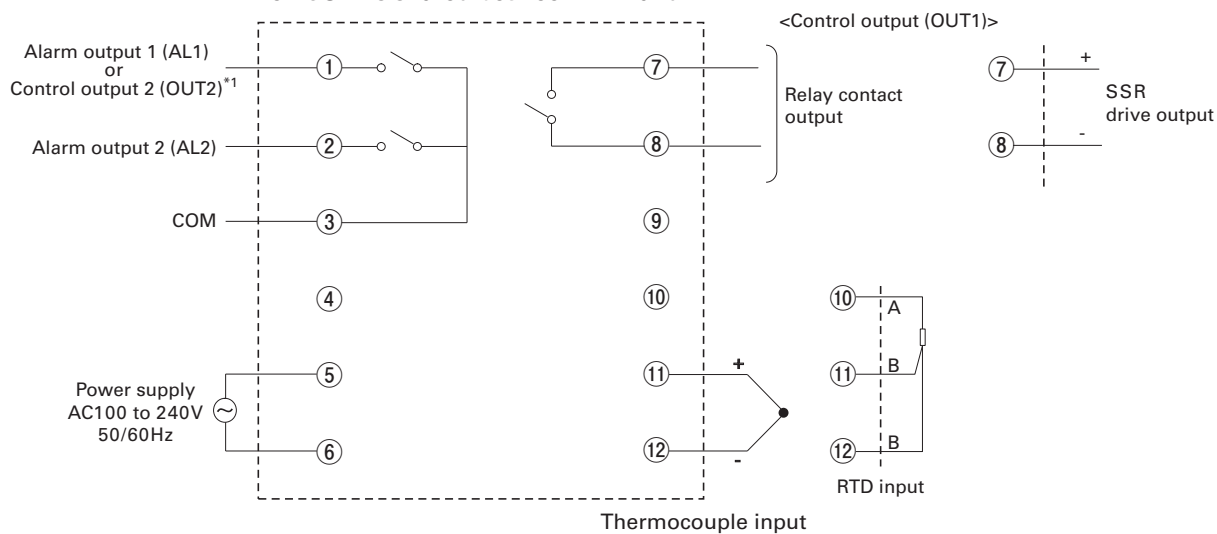 <Control output (OUT1)>
Alarm output 1 (AL1)
or
Control output 2 (OUT2)*1
①
⑦
Relay contact
output
⑦
+
SSR
drive output
Alarm output 2 (AL2)
②
⑧
⑧
-
COM
③
⑨
④
⑩
⑩
A
Power supply
AC100 to 240V
50/60Hz
⑤
⑪
+
⑪
B
⑥
⑫
-
⑫
B
RTD input
Thermocouple input